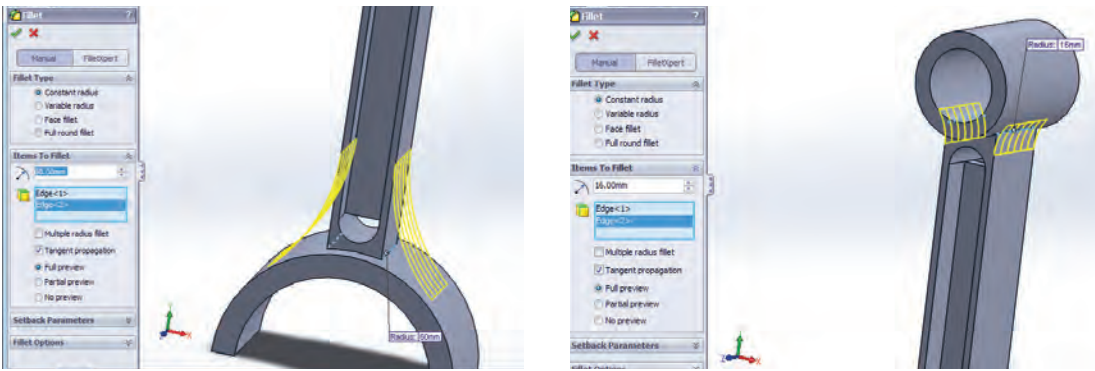 Fillet ?
Manual FilletXpert
Fillet Type
Constant radius
Variable radius
Face fillet
Full round fillet
Items To Fillet
Edge<1>
Edge<2>
Multiple radius fillet
Tangent propagation
Full preview
Partial preview
No preview
Setback Parameters
Fillet Options
Radius: 60mm
Y
X
Fillet ?
Manual FilletXpert
Fillet Type
Constant radius
Variable radius
Face fillet
Full round fillet
Items To Fillet
16.00mm
Edge<1>
Edge<2>
Multiple radius fillet
Tangent propagation
Full preview
Partial preview
No preview
Setback Parameters
Fillet Options
Radius: 16mm
Z
X